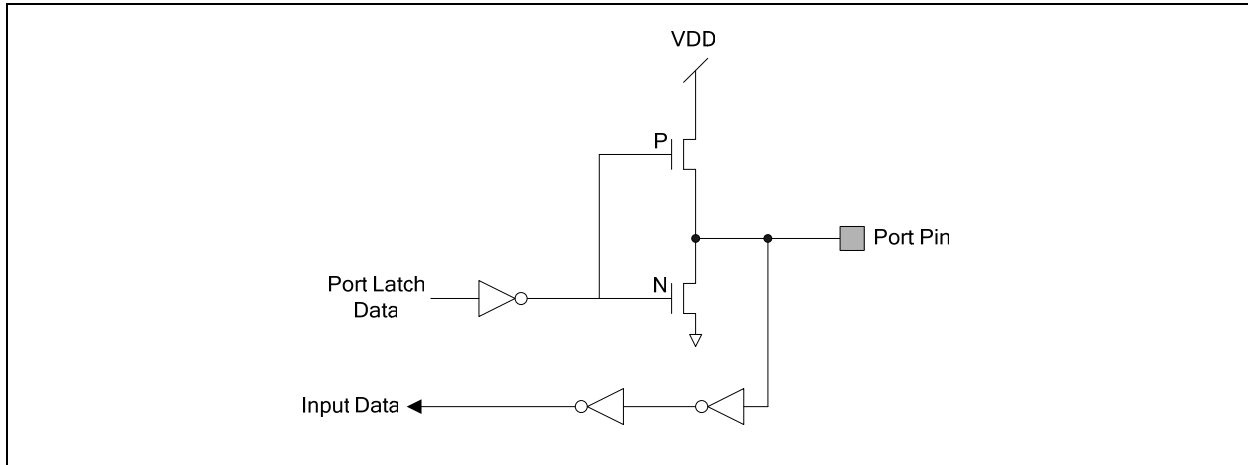 VDD
P
Port Pin
N
Port Latch
Data
Input Data